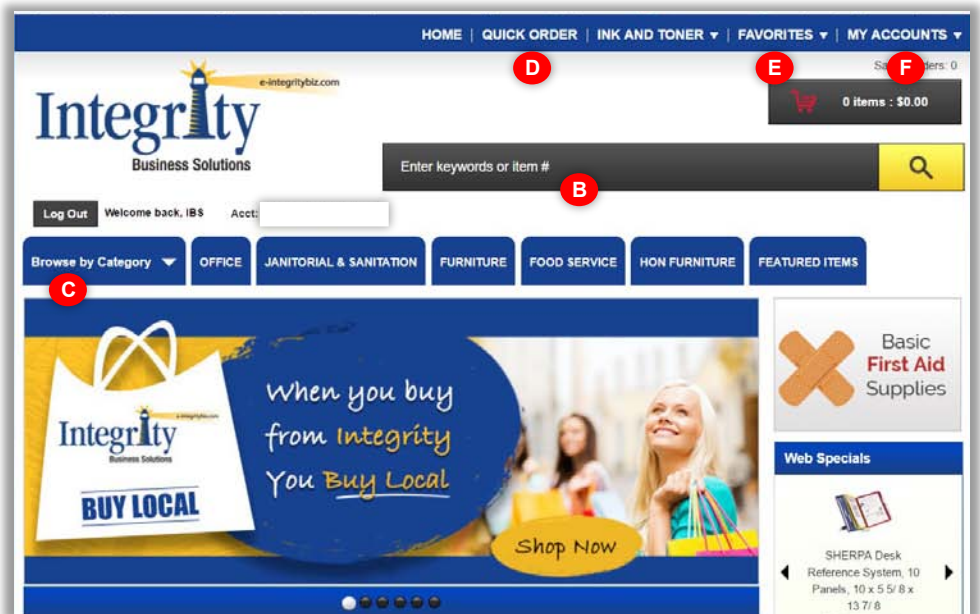 HOME | QUICK ORDER | INK AND TONER ▼ | FAVORITES ▼ | MY ACCOUNTS ▼
D
E
F
0
e-integritybiz.com
Integrity
Business Solutions
0 items : $0.00
Enter keywords or item #
B
Log Out Welcome back, IBS Acct:
Browse by Category ▼ OFFICE JANITORIAL & SANITATION FURNITURE FOOD SERVICE HON FURNITURE FEATURED ITEMS
C
Integrity
Business Solutions
BUY LOCAL
When you buy
from Integrity
You Buy Local
Shop Now
Basic
First Aid
Supplies
Web Specials
SHERPA Desk
Reference System, 10
Panels, 10 x 5 5/ 8 x
13 7/ 8